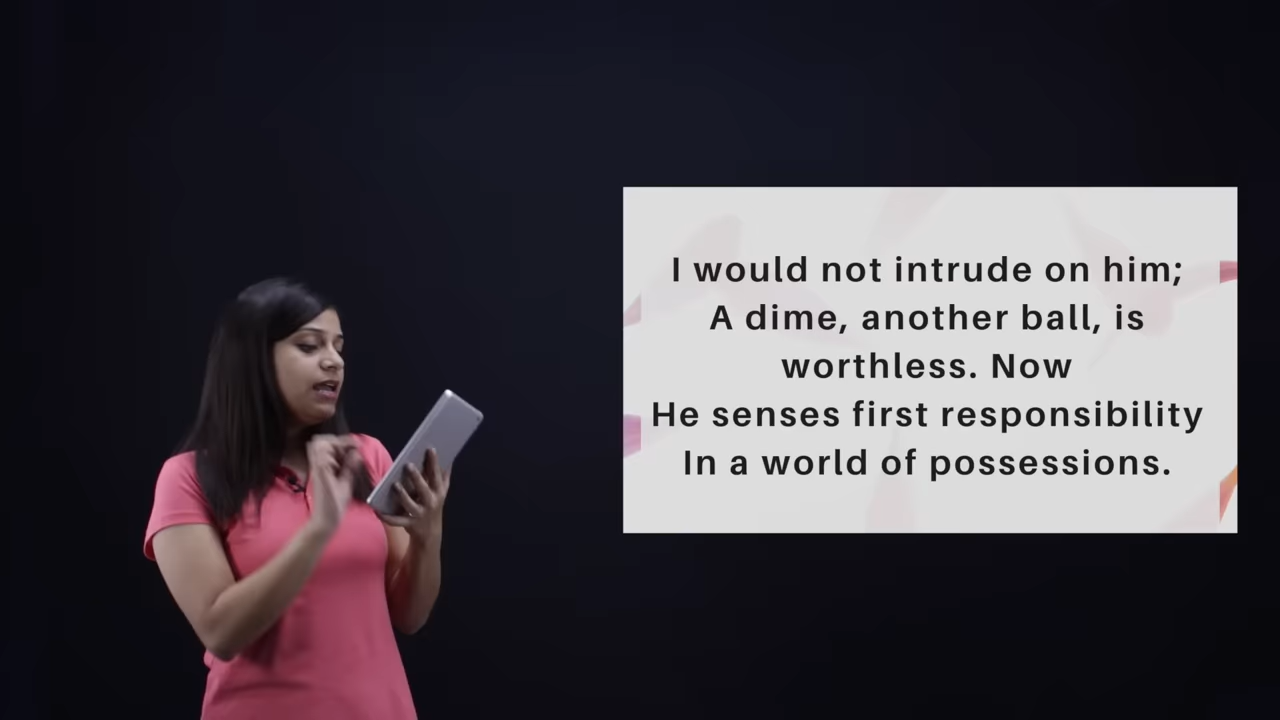 I would not intrude on him;
A dime, another ball, is
worthless. Now
He senses first responsibility
In a world of possessions.